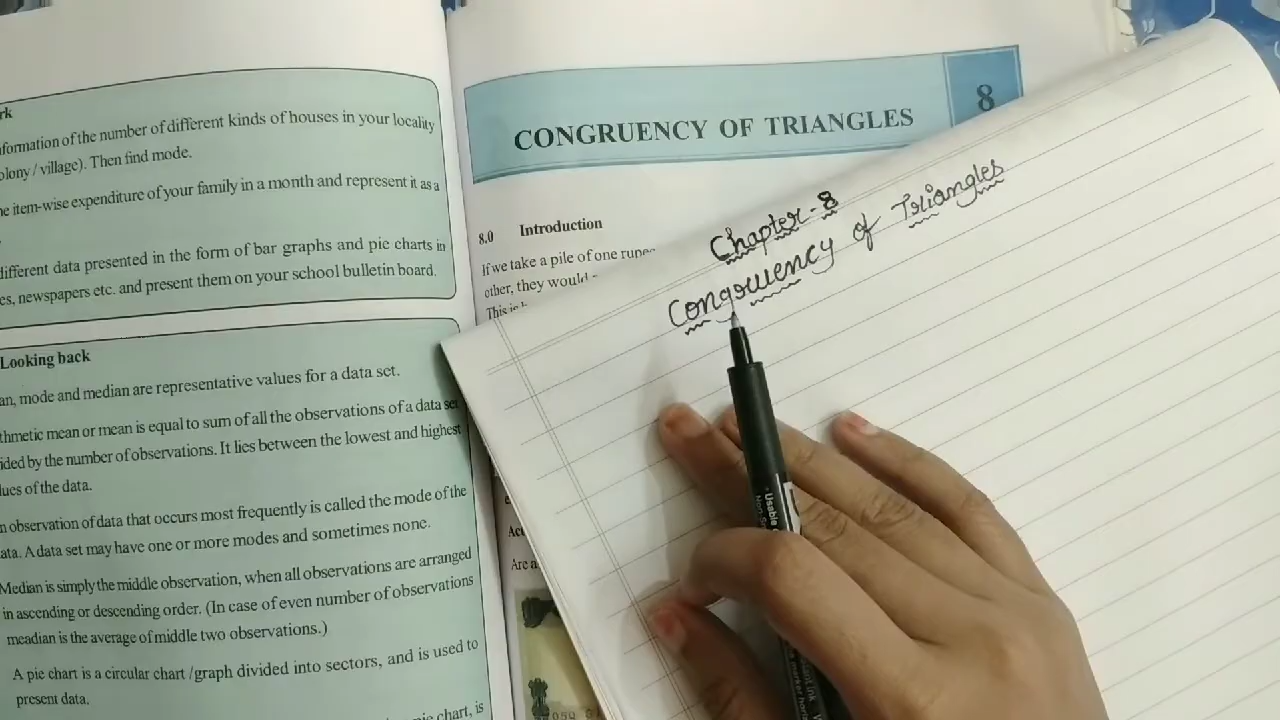 rk
formation of the number of different kinds of houses in your locality
olony / village). Then find mode.
he item-wise expenditure of your family in a month and represent it as a
different data presented in the form of bar graphs and pie charts in
es, newspapers etc. and present them on your school bulletin board.
Looking back
an, mode and median are representative values for a data set.
thmetic mean or mean is equal to sum of all the observations of a data set
ided by the number of observations. It lies between the lowest and highest
lues of the data.
n observation of data that occurs most frequently is called the mode of the
ata. A data set may have one or more modes and sometimes none.
Median is simply the middle observation, when all observations are arranged
in ascending or descending order. (In case of even number of observations
meadian is the average of middle two observations.)
A pie chart is a circular chart /graph divided into sectors, and is used to
present data.
chart, is
CONGRUENCY OF TRIANGLES
8
8.0 Introduction
If we take a pile of one rupe
other, they would
This is
Are a
Chapter-8
Congruency of Triangles
Usable